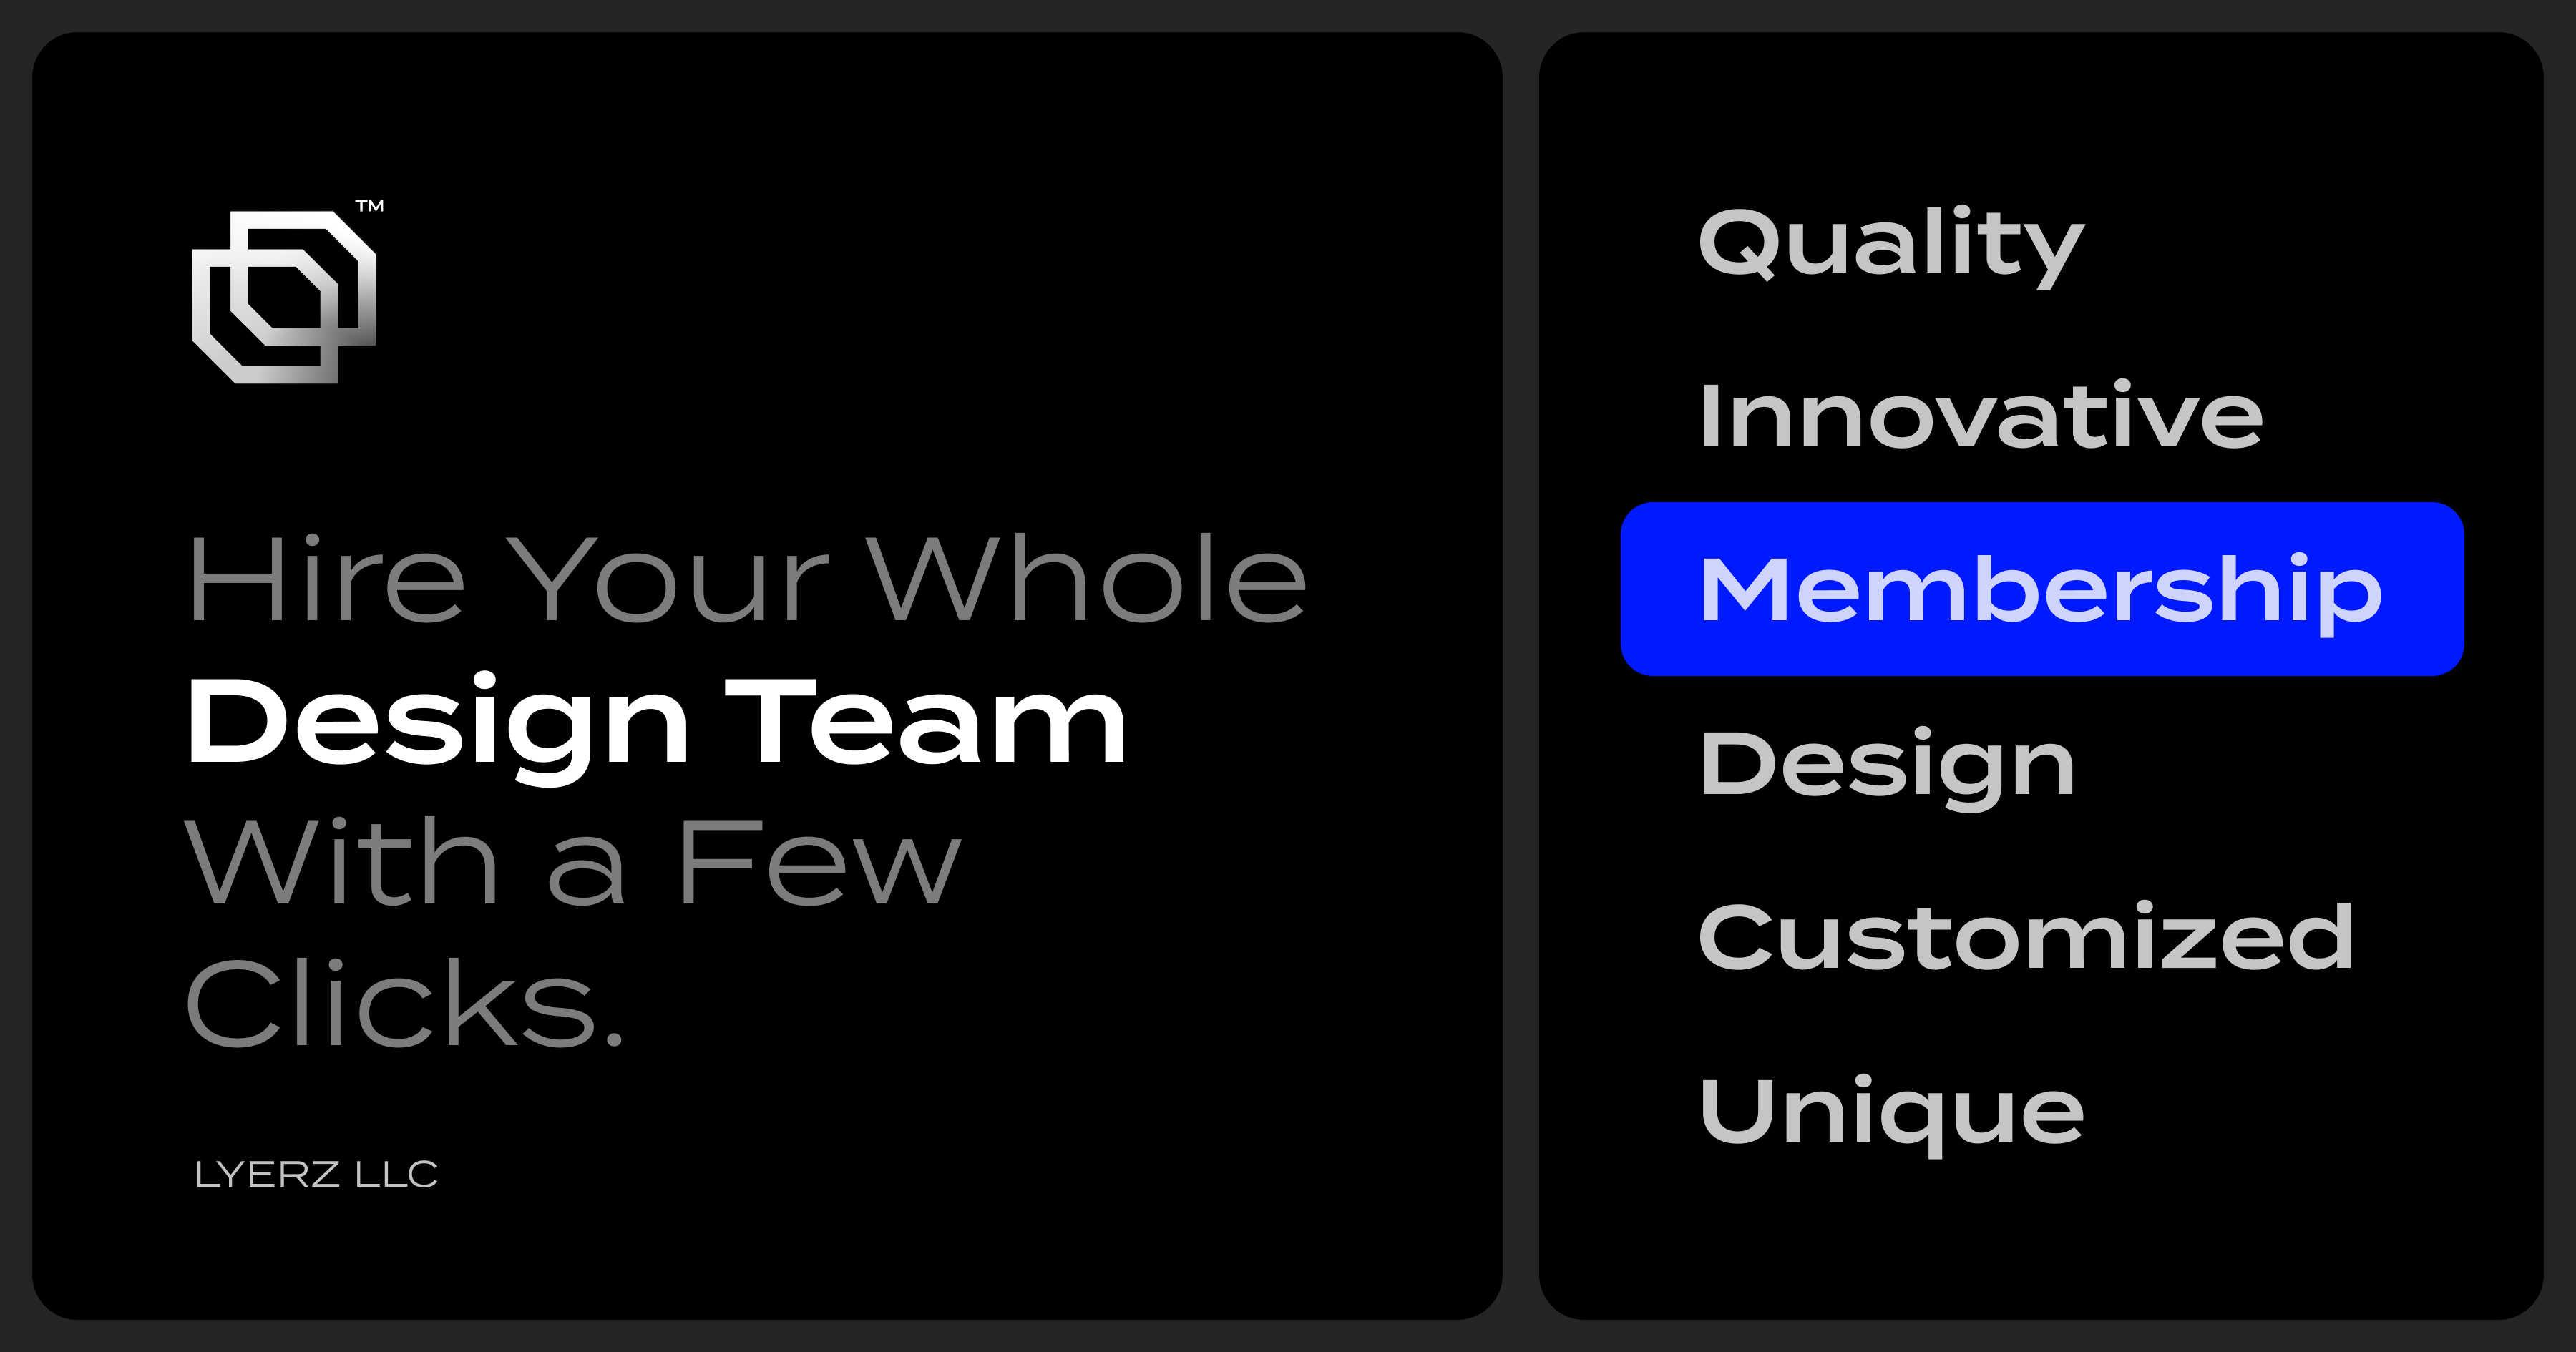 TM
Hire Your Whole
Design Team
With a Few
Clicks.
LYERZ LLC
Quality
Innovative
Membership
Design
Customized
Unique